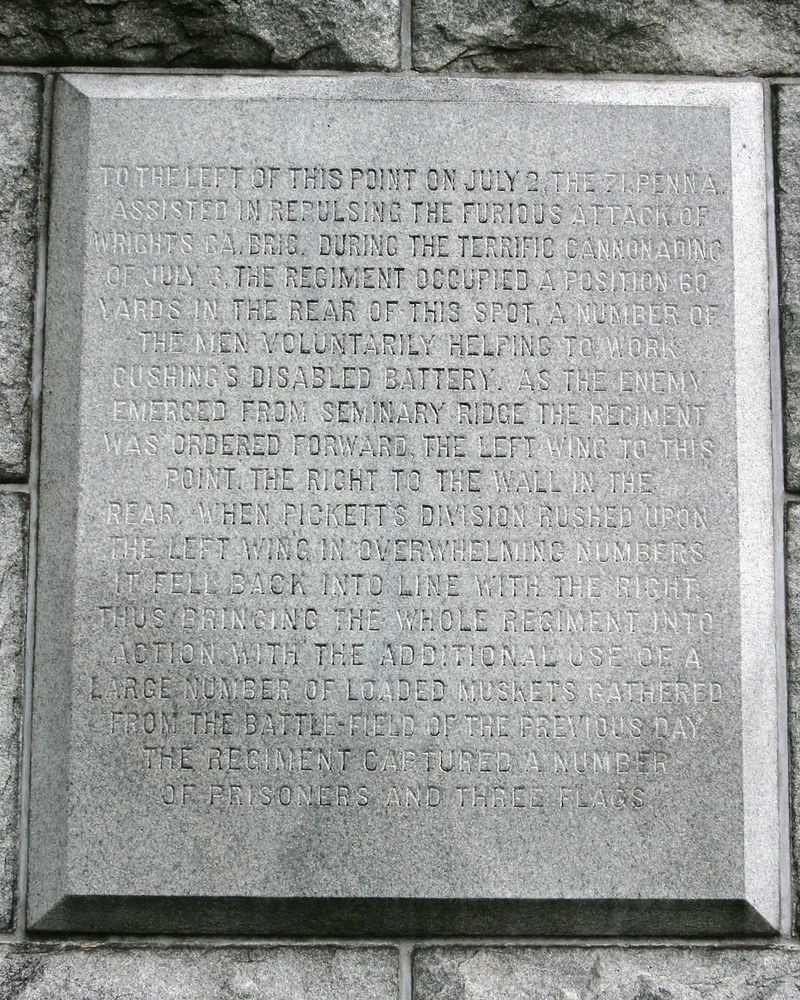 TO THE LEFT OF THIS POINT ON JULY 2, THE 71. PENNA.
ASSISTED IN REPULSING THE FURIOUS ATTACK OF
WRIGHTS GA. BRIG. DURING THE TERRIFIC CANNONADING
OF JULY 3, THE REGIMENT OCCUPIED A POSITION 60
YARDS IN THE REAR OF THIS SPOT, A NUMBER OF
THE MEN VOLUNTARILY HELPING TO WORK
CUSHING'S DISABLED BATTERY. AS THE ENEMY
EMERGED FROM SEMINARY RIDGE THE REGIMENT
WAS ORDERED FORWARD, THE LEFT WING TO THIS
POINT, THE RIGHT TO THE WALL IN THE
REAR. WHEN PICKETT'S DIVISION RUSHED UPON
THE LEFT WING IN OVERWHELMING NUMBERS
IT FELL BACK INTO LINE WITH THE RIGHT,
THUS BRINGING THE WHOLE REGIMENT INTO
ACTION, WITH THE ADDITIONAL USE OF A
LARGE NUMBER OF LOADED MUSKETS GATHERED
FROM THE BATTLE-FIELD OF THE PREVIOUS DAY
THE REGIMENT CAPTURED A NUMBER
OF PRISONERS AND THREE FLAGS